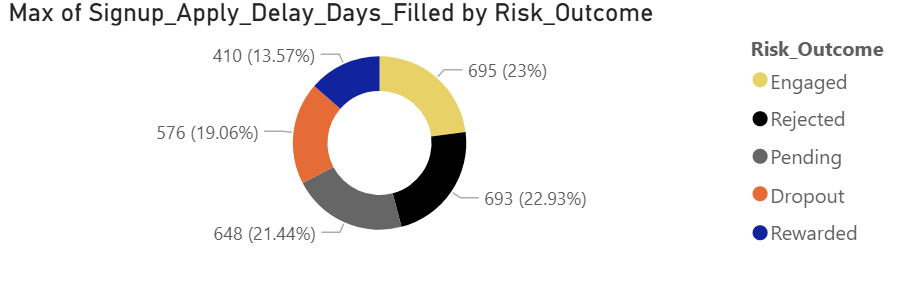 Max of Signup_Apply_Delay_Days_Filled by Risk_Outcome
410 (13.57%)
695 (23%)
576 (19.06%)
693 (22.93%)
648 (21.44%)
Risk_Outcome
Engaged
Rejected
Pending
Dropout
Rewarded